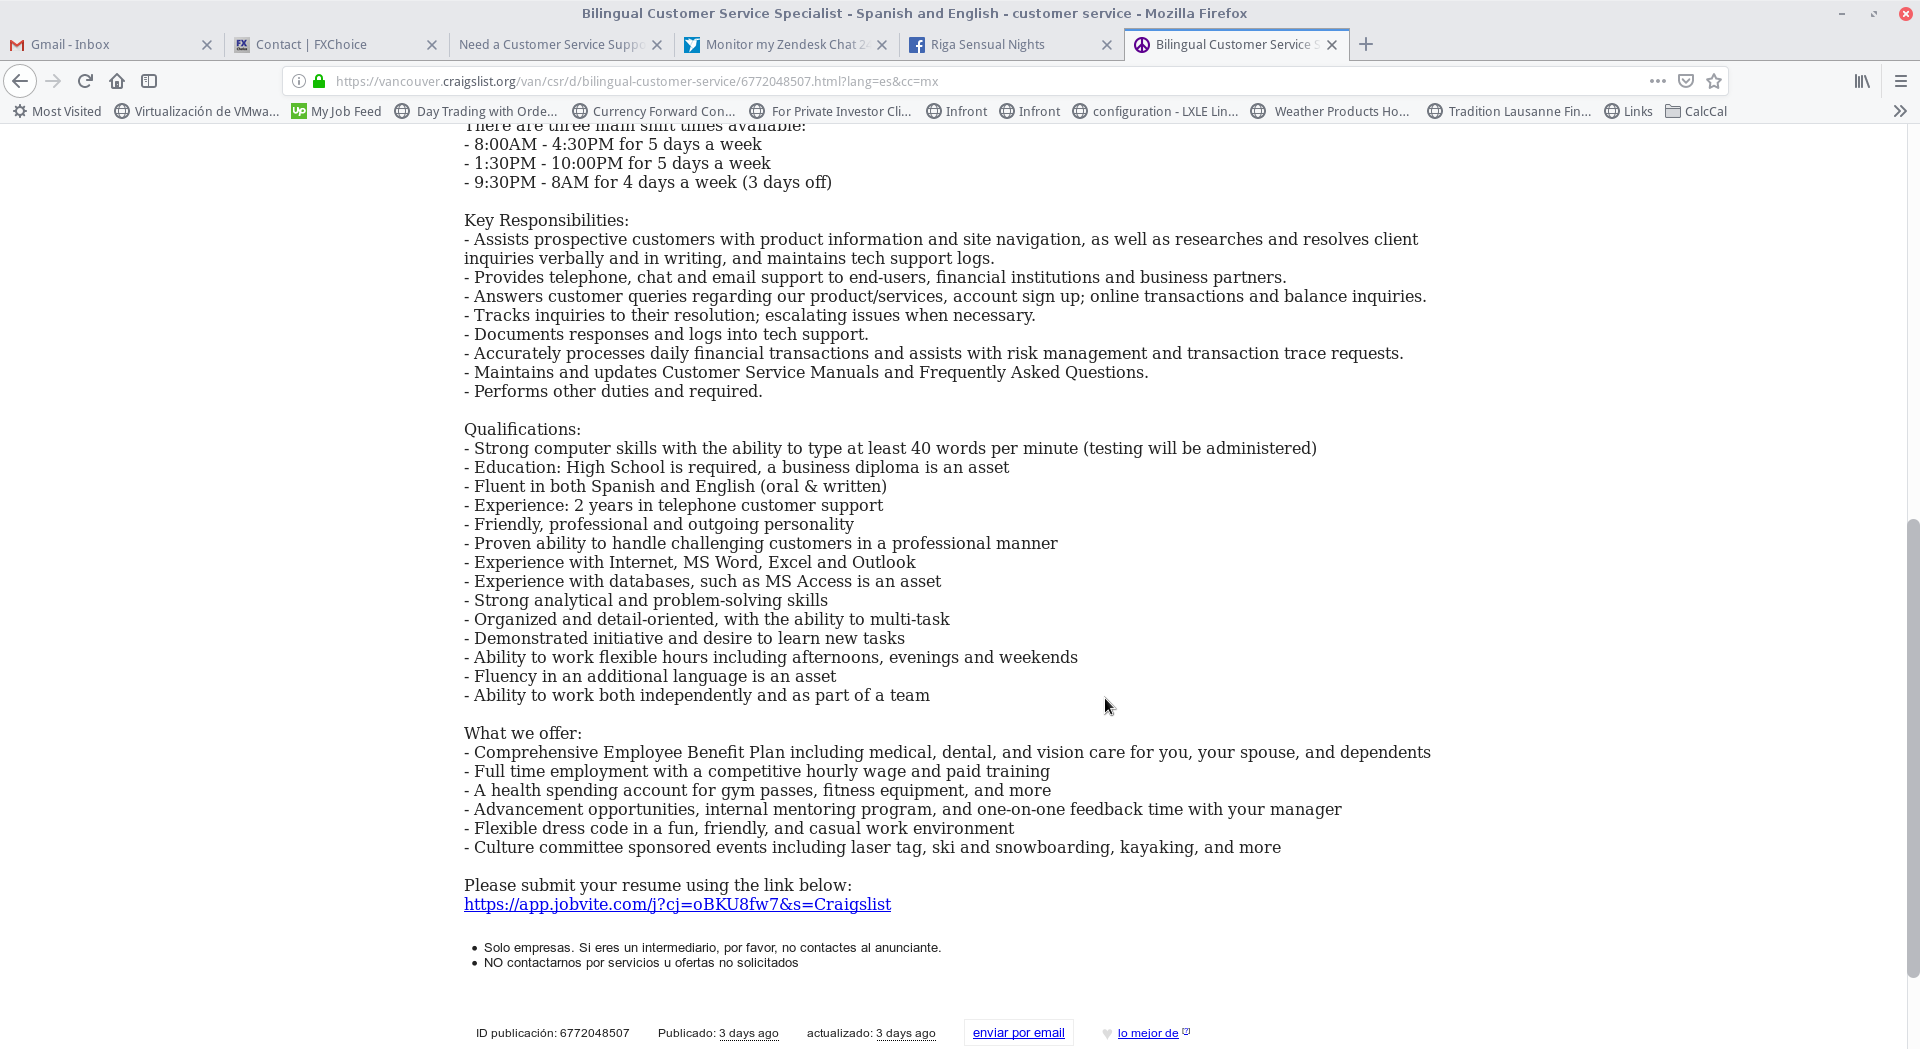 Bilingual Customer Service Specialist - Spanish and English - customer service - Mozilla Firefox
Gmail - Inbox
Contact | FXChoice
Need a Customer Service Supp
Monitor my Zendesk Chat 2
Riga Sensual Nights
Bilingual Customer Service S
https://vancouver.craigslist.org/van/csr/d/bilingual-customer-service/6772048507.html?lang=es&cc=mx
Most Visited
Virtualización de VMwa...
Up My Job Feed
Day Trading with Orde...
Currency Forward Con...
For Private Investor Cli...
Infront
Infront
configuration - LXLE Lin...
Weather Products Ho...
Tradition Lausanne Fin...
Links
CalcCal
There are three main shift times available:
- 8:00AM - 4:30PM for 5 days a week
- 1:30PM - 10:00PM for 5 days a week
- 9:30PM - 8AM for 4 days a week (3 days off)
Key Responsibilities:
- Assists prospective customers with product information and site navigation, as well as researches and resolves client
inquiries verbally and in writing, and maintains tech support logs.
- Provides telephone, chat and email support to end-users, financial institutions and business partners.
- Answers customer queries regarding our product/services, account sign up; online transactions and balance inquiries.
- Tracks inquiries to their resolution; escalating issues when necessary.
- Documents responses and logs into tech support.
- Accurately processes daily financial transactions and assists with risk management and transaction trace requests.
- Maintains and updates Customer Service Manuals and Frequently Asked Questions.
- Performs other duties and required.
Qualifications:
- Strong computer skills with the ability to type at least 40 words per minute (testing will be administered)
- Education: High School is required, a business diploma is an asset
- Fluent in both Spanish and English (oral & written)
- Experience: 2 years in telephone customer support
- Friendly, professional and outgoing personality
- Proven ability to handle challenging customers in a professional manner
- Experience with Internet, MS Word, Excel and Outlook
- Experience with databases, such as MS Access is an asset
- Strong analytical and problem-solving skills
- Organized and detail-oriented, with the ability to multi-task
- Demonstrated initiative and desire to learn new tasks
- Ability to work flexible hours including afternoons, evenings and weekends
- Fluency in an additional language is an asset
- Ability to work both independently and as part of a team
What we offer:
- Comprehensive Employee Benefit Plan including medical, dental, and vision care for you, your spouse, and dependents
- Full time employment with a competitive hourly wage and paid training
- A health spending account for gym passes, fitness equipment, and more
- Advancement opportunities, internal mentoring program, and one-on-one feedback time with your manager
- Flexible dress code in a fun, friendly, and casual work environment
- Culture committee sponsored events including laser tag, ski and snowboarding, kayaking, and more
Please submit your resume using the link below:
https://app.jobvite.com/j?cj=oBKU8fw7&s=Craigslist
• Solo empresas. Si eres un intermediario, por favor, no contactes al anunciante.
• NO contactarnos por servicios u ofertas no solicitados
ID publicación: 6772048507 Publicado: 3 days ago actualizado: 3 days ago enviar por email ♥ lo mejor de [?]